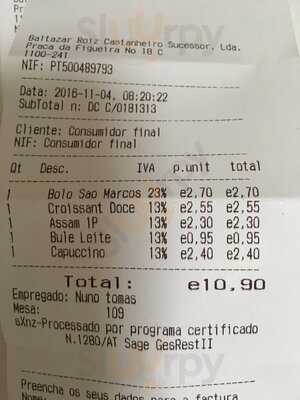 Baltazar Roiz Castanheiro Sucessor, Lda.
Praca da Figueira No 18 C
1100-241
NIF: PT500489793
Data: 2016-11-04, 08:20:22
SubTotal n: DC C/0181313
Cliente: Consumidor final
NIF: Consumidor final
Qt Desc. IVA p.unit total
1 Bolo Sao Marcos 23% e2,70 e2,70
1 Croissant Doce 13% e2,55 e2,55
1 Assam 1P 13% e2,30 e2,30
1 Bule Leite 13% e0,95 e0,95
1 Capuccino 13% e2,40 e2,40
Total: e10,90
Empregado: Nuno tomas
Mesa: 109
sXnz-Processado por programa certificado
N.1280/AT Sage GesRestII
Preencha os seus dados para a factura